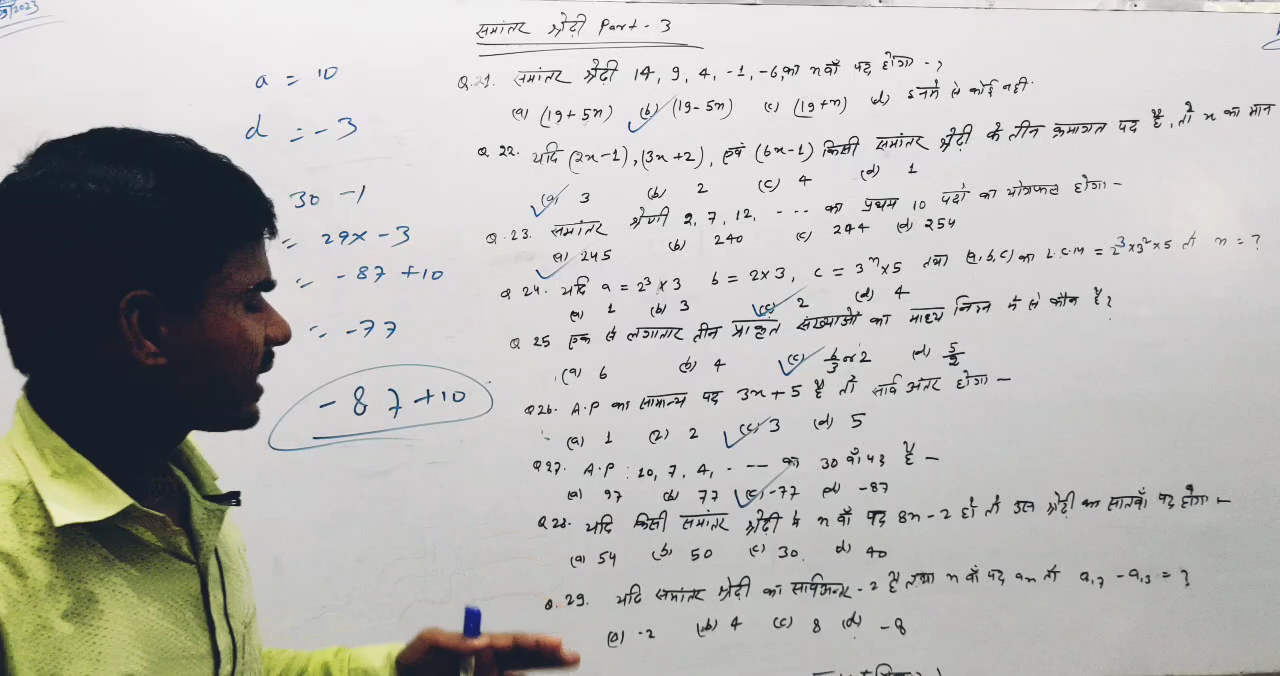 9/2023
समांतर श्रेढ़ी Part - 3
Q.21. समांतर श्रेढ़ी 14, 9, 4, -1, -6, का n वाँ पद होगा - ?
(a) (19+5n) (b) (19-5n) (c) (19+n) (d) इनमें से कोई नहीं.
Q 22. यदि (2x-1), (3x+2), एवं (6x-1) किसी समांतर श्रेढ़ी के तीन क्रमागत पद है, तो x का मान ?
(a) 3 (b) 2 (c) 4 (d) 1
Q.23. समांतर श्रेणी 2, 7, 12, --- का प्रथम 10 पदों का योगफल होगा -
(a) 245 (b) 240 (c) 244 (d) 254
Q 24. यदि a = 2³ × 3 b = 2×3, c = 3ⁿ×5 तथा (a, b, c) का L.C.M = 2³×3²×5 तो n = ?
(a) 1 (b) 3 (c) 2 (d) 4
Q 25 एक से लगातार तीन प्राकृत संख्याओं का माध्य निम्न में से कौन है?
(a) 6 (b) 4 (c) 6/3 or 2 (d) 5/2
Q 26. A.P का सामान्य पद 3n+5 है तो सार्व अंतर होगा -
(a) 1 (2) 2 (c) 3 (d) 5
Q 27. A.P : 10, 7, 4, --- का 30 वाँ पद है -
(a) 97 (b) 77 (c) -77 (d) -87
Q 28. यदि किसी समांतर श्रेढ़ी के n वाँ पद 8n-2 हो तो उस श्रेढ़ी का सातवाँ पद होगा -
(a) 54 (b) 50 (c) 30. (d) 40
Q.29. यदि समांतर श्रेढ़ी का सार्वअन्तर -2 है तथा n वाँ पद an तो a₁₇ - a₁₃ = ?
(a) -2 (b) 4 (c) 8 (d) -8
a = 10
d = -3
30 - 1
= 29x - 3
= -87 + 10
= -77
-87+10